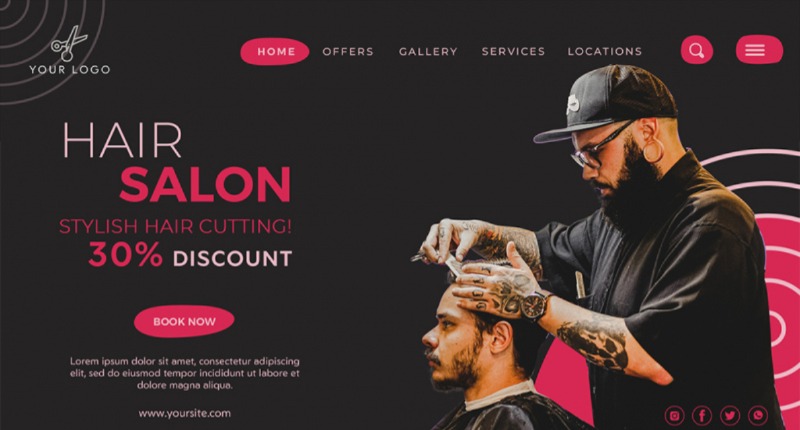 YOUR LOGO
HOME OFFERS GALLERY SERVICES LOCATIONS
HAIR
SALON
STYLISH HAIR CUTTING!
30% DISCOUNT
BOOK NOW
Lorem ipsum dolor sit amet, consectetur adipiscing
elit, sed do eiusmod tempor incididunt ut labore et
dolore magna aliqua.
www.yoursite.com